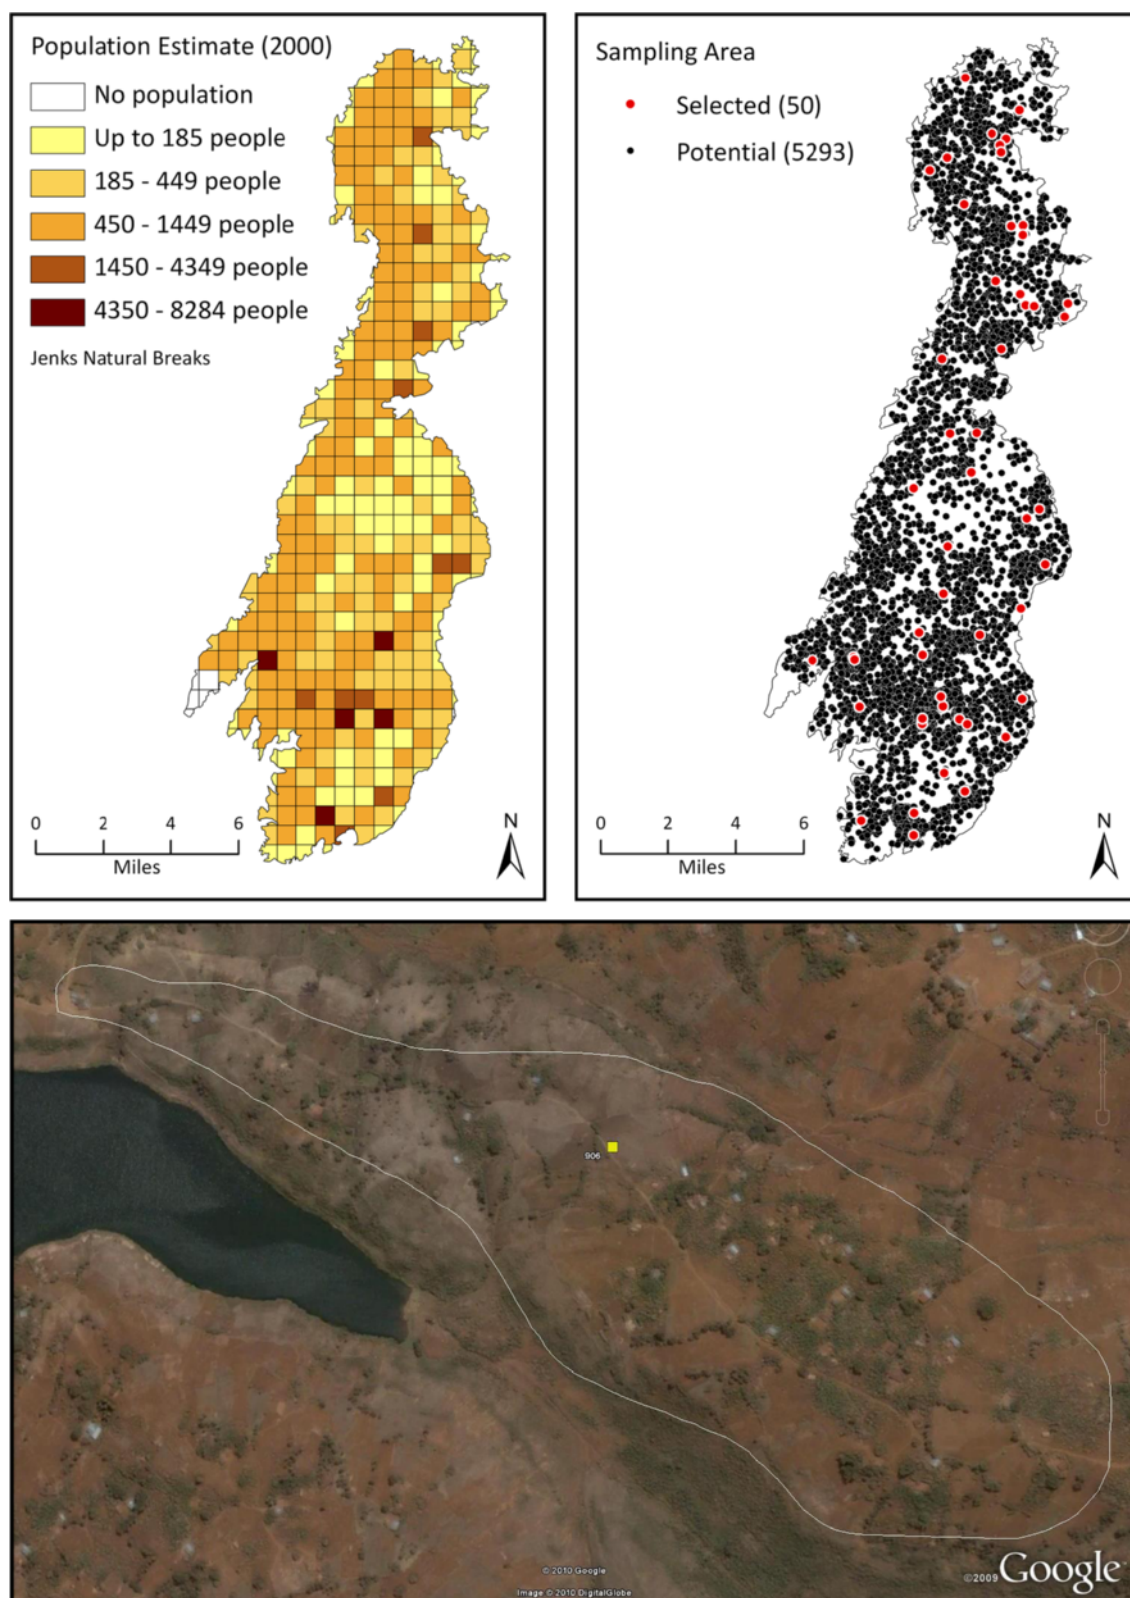 Population Estimate (2000)
No population
Up to 185 people
185 - 449 people
450 - 1449 people
1450 - 4349 people
4350 - 8284 people
Jenks Natural Breaks
0 2 4 6
Miles
N
Sampling Area
Selected (50)
Potential (5293)
0 2 4 6
Miles
N
906
© 2010 Google
Image © 2010 DigitalGlobe
©2009 Google